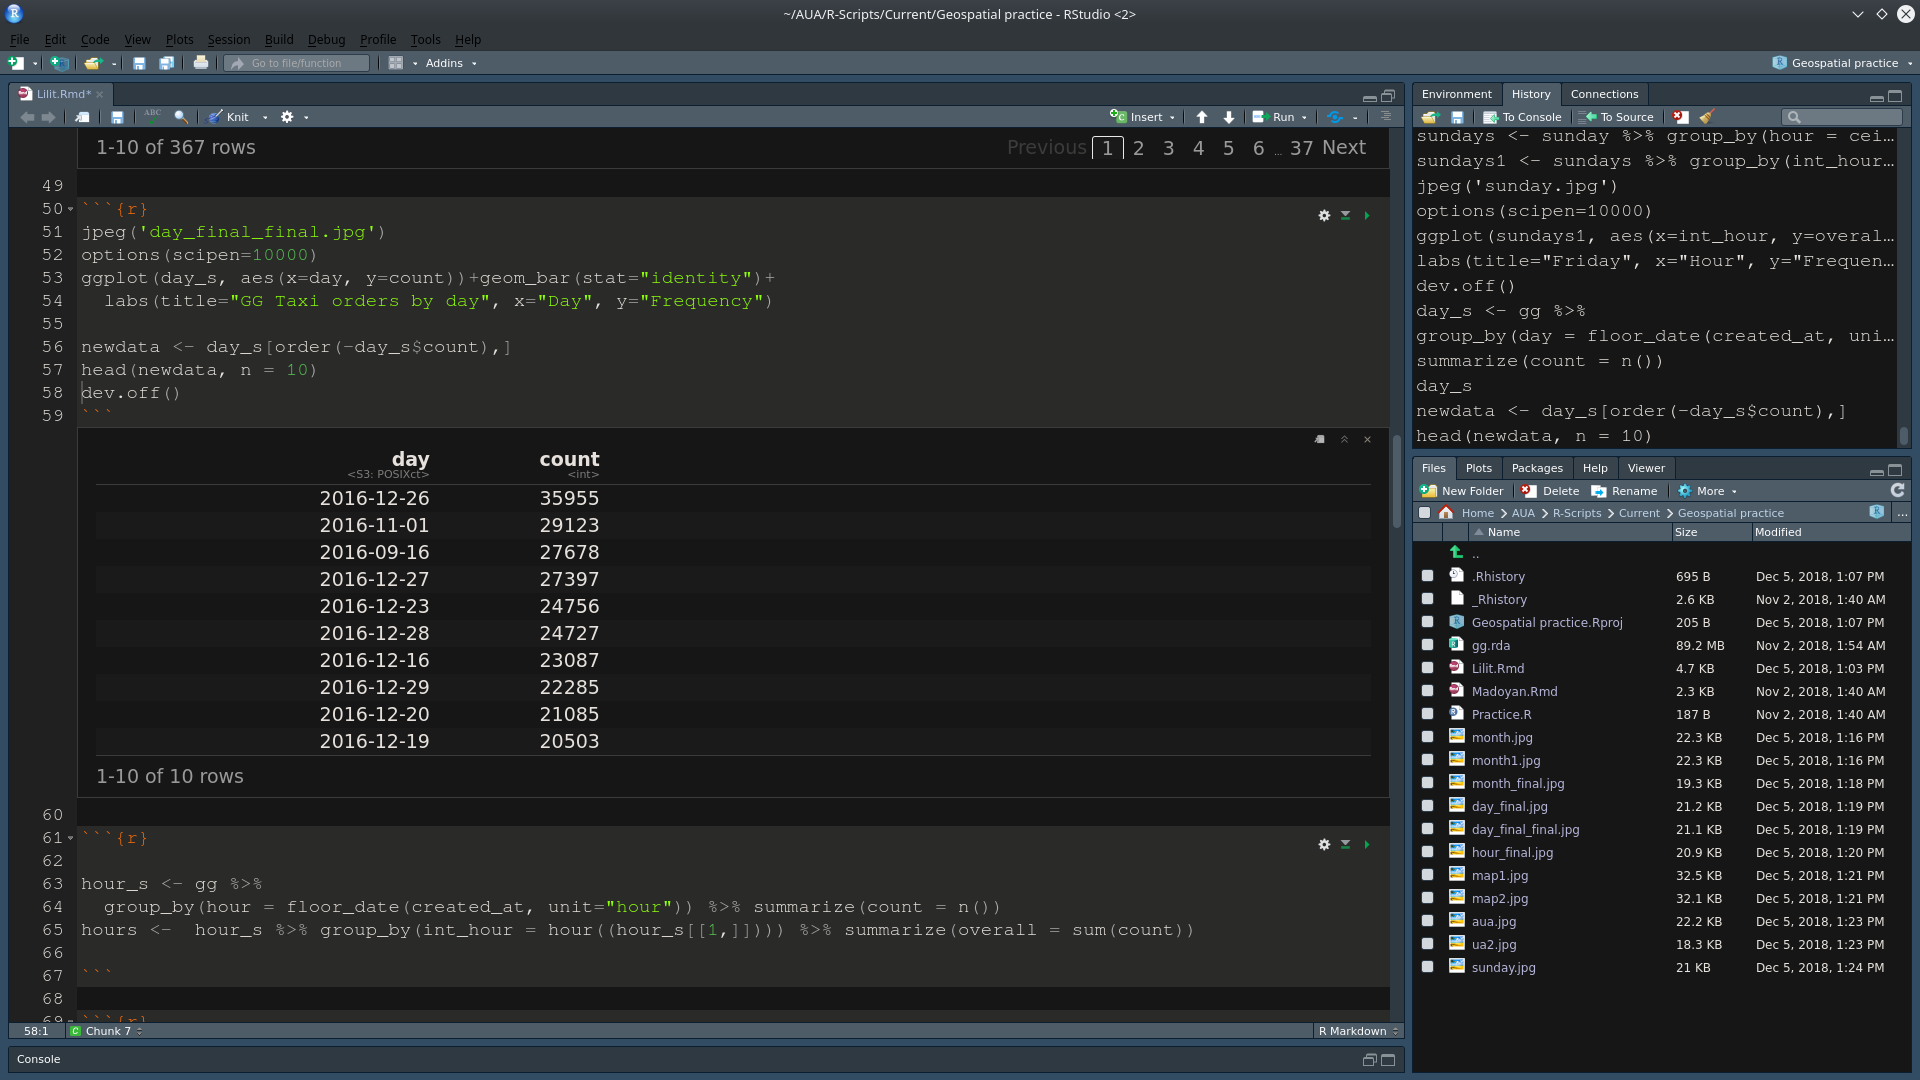 ~/AUA/R-Scripts/Current/Geospatial practice - RStudio <2>
File Edit Code View Plots Session Build Debug Profile Tools Help
Go to file/function Addins Geospatial practice
Lilit.Rmd*
ABC Knit Insert Run
1-10 of 367 rows Previous 1 2 3 4 5 6 ... 37 Next
49
50 ```{r}
51 jpeg('day_final_final.jpg')
52 options(scipen=10000)
53 ggplot(day_s, aes(x=day, y=count))+geom_bar(stat="identity")+
54 labs(title="GG Taxi orders by day", x="Day", y="Frequency")
55
56 newdata <- day_s[order(-day_s$count),]
57 head(newdata, n = 10)
58 dev.off()
59 ```
day count
<S3: POSIXct> <int>
2016-12-26 35955
2016-11-01 29123
2016-09-16 27678
2016-12-27 27397
2016-12-23 24756
2016-12-28 24727
2016-12-16 23087
2016-12-29 22285
2016-12-20 21085
2016-12-19 20503
1-10 of 10 rows
60
61 ```{r}
62
63 hour_s <- gg %>%
64 group_by(hour = floor_date(created_at, unit="hour")) %>% summarize(count = n())
65 hours <- hour_s %>% group_by(int_hour = hour((hour_s[[1,]]))) %>% summarize(overall = sum(count))
66
67 ```
68
69 ```{r}
58:1 Chunk 7 R Markdown
Console
Environment History Connections
To Console To Source
sundays <- sunday %>% group_by(hour = cei...
sundays1 <- sundays %>% group_by(int_hour...
jpeg('sunday.jpg')
options(scipen=10000)
ggplot(sundays1, aes(x=int_hour, y=overal...
labs(title="Friday", x="Hour", y="Frequen...
dev.off()
day_s <- gg %>%
group_by(day = floor_date(created_at, uni...
summarize(count = n())
day_s
newdata <- day_s[order(-day_s$count),]
head(newdata, n = 10)
Files Plots Packages Help Viewer
New Folder Delete Rename More
Home AUA R-Scripts Current Geospatial practice ...
Name Size Modified
..
.Rhistory 695 B Dec 5, 2018, 1:07 PM
_Rhistory 2.6 KB Nov 2, 2018, 1:40 AM
Geospatial practice.Rproj 205 B Dec 5, 2018, 1:07 PM
gg.rda 89.2 MB Nov 2, 2018, 1:54 AM
Lilit.Rmd 4.7 KB Dec 5, 2018, 1:03 PM
Madoyan.Rmd 2.3 KB Nov 2, 2018, 1:40 AM
Practice.R 187 B Nov 2, 2018, 1:40 AM
month.jpg 22.3 KB Dec 5, 2018, 1:16 PM
month1.jpg 22.3 KB Dec 5, 2018, 1:16 PM
month_final.jpg 19.3 KB Dec 5, 2018, 1:18 PM
day_final.jpg 21.2 KB Dec 5, 2018, 1:19 PM
day_final_final.jpg 21.1 KB Dec 5, 2018, 1:19 PM
hour_final.jpg 20.9 KB Dec 5, 2018, 1:20 PM
map1.jpg 32.5 KB Dec 5, 2018, 1:21 PM
map2.jpg 32.1 KB Dec 5, 2018, 1:21 PM
aua.jpg 22.2 KB Dec 5, 2018, 1:23 PM
ua2.jpg 18.3 KB Dec 5, 2018, 1:23 PM
sunday.jpg 21 KB Dec 5, 2018, 1:24 PM